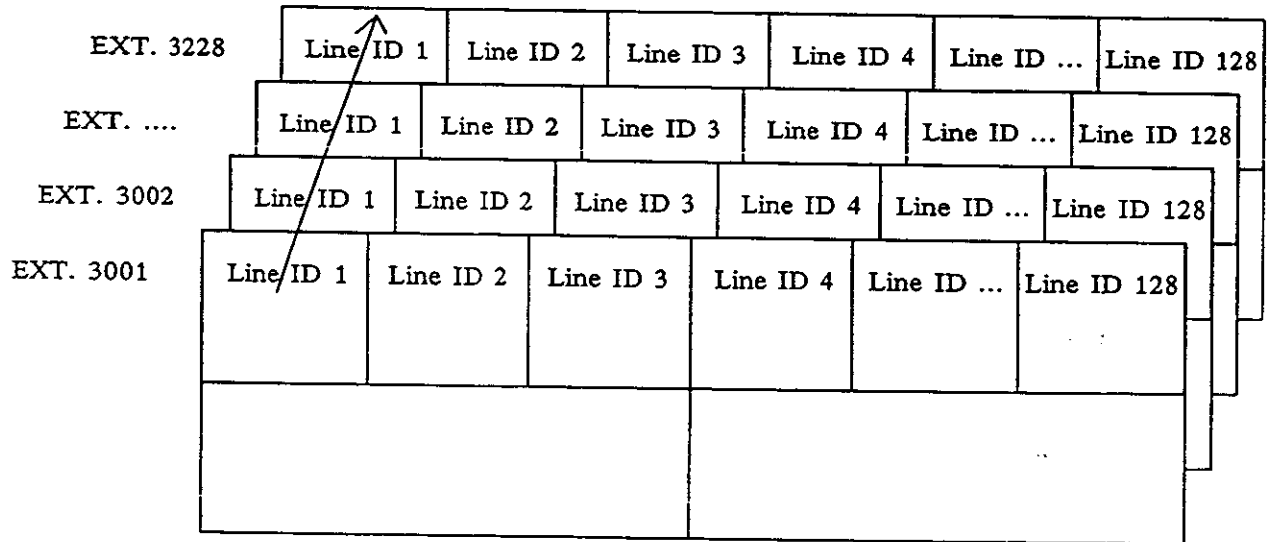 EXT. 3228 Line ID 1 Line ID 2 Line ID 3 Line ID 4 Line ID ... Line ID 128
EXT. .... Line ID 1 Line ID 2 Line ID 3 Line ID 4 Line ID ... Line ID 128
EXT. 3002 Line ID 1 Line ID 2 Line ID 3 Line ID 4 Line ID ... Line ID 128
EXT. 3001 Line ID 1 Line ID 2 Line ID 3 Line ID 4 Line ID ... Line ID 128